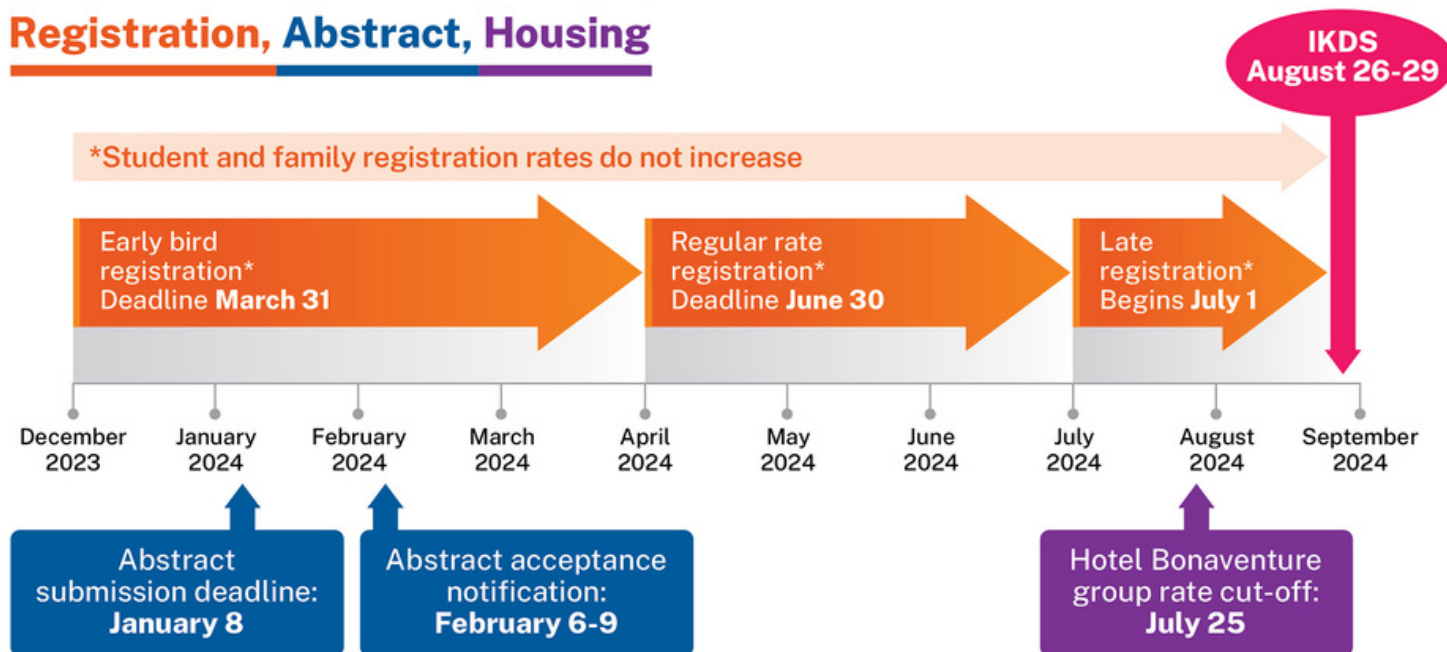 Registration, Abstract, Housing
IKDS
August 26-29
*Student and family registration rates do not increase
Early bird
registration*
Deadline March 31
Regular rate
registration*
Deadline June 30
Late
registration*
Begins July 1
December
2023
January
2024
February
2024
March
2024
April
2024
May
2024
June
2024
July
2024
August
2024
September
2024
Abstract
submission deadline:
January 8
Abstract acceptance
notification:
February 6-9
Hotel Bonaventure
group rate cut-off:
July 25